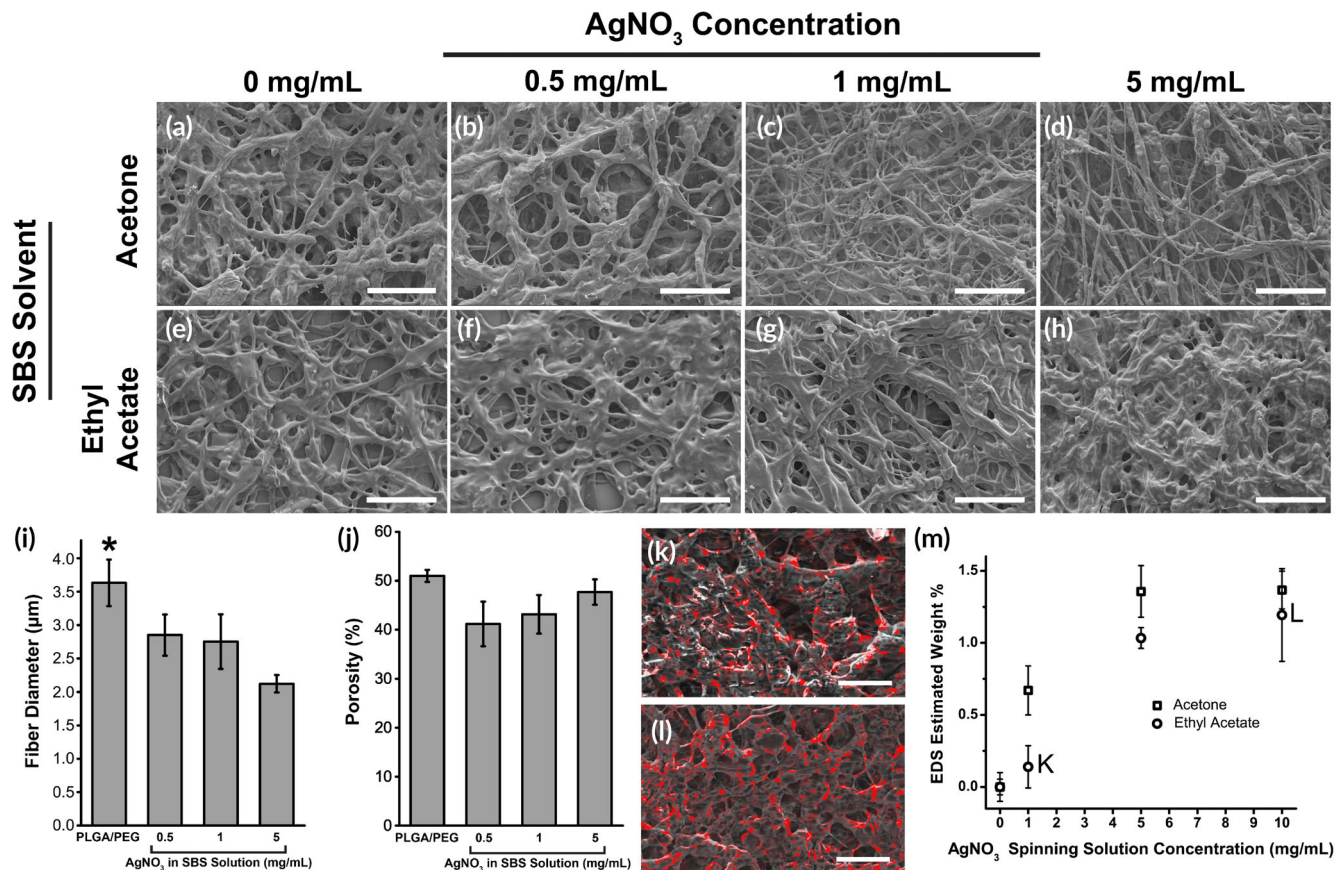 AgNO₃ Concentration
0 mg/mL
0.5 mg/mL
1 mg/mL
5 mg/mL
SBS Solvent
Acetone
(a)
(b)
(c)
(d)
Ethyl
Acetate
(e)
(f)
(g)
(h)
(i)
Fiber Diameter (μm)
4.0
3.5
3.0
2.5
2.0
1.5
1.0
0.5
0.0
*
PLGA/PEG
0.5
1
5
AgNO₃ in SBS Solution (mg/mL)
(j)
Porosity (%)
60
50
40
30
20
10
0
PLGA/PEG
0.5
1
5
AgNO₃ in SBS Solution (mg/mL)
(k)
(l)
(m)
EDS Estimated Weight %
1.5
1.0
0.5
0.0
L
K
Acetone
Ethyl Acetate
0 1 2 3 4 5 6 7 8 9 10
AgNO₃ Spinning Solution Concentration (mg/mL)